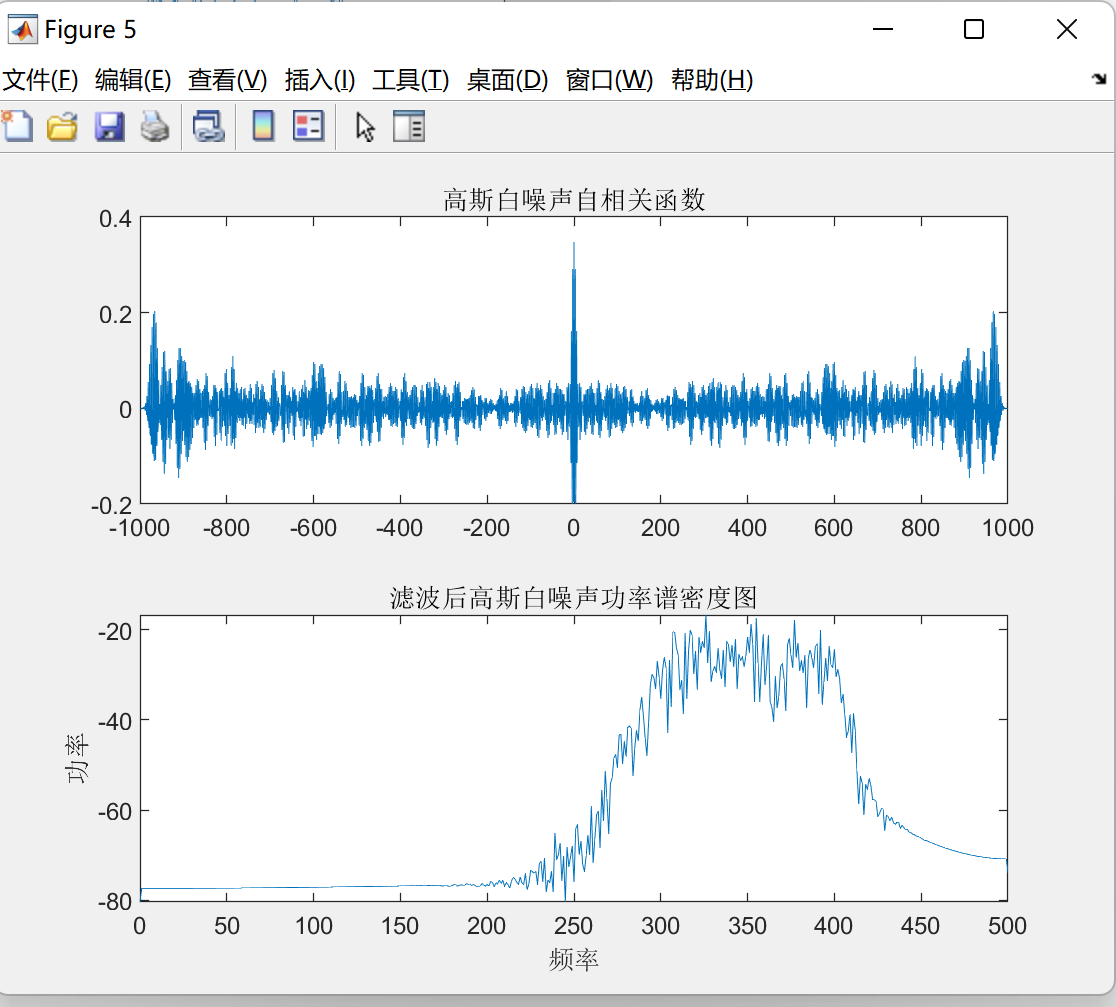 Figure 5
文件(F) 编辑(E) 查看(V) 插入(I) 工具(T) 桌面(D) 窗口(W) 帮助(H)
高斯白噪声自相关函数
0.4
0.2
0
-0.2
-1000 -800 -600 -400 -200 0 200 400 600 800 1000
滤波后高斯白噪声功率谱密度图
-20
-40
-60
-80
功率
0 50 100 150 200 250 300 350 400 450 500
频率